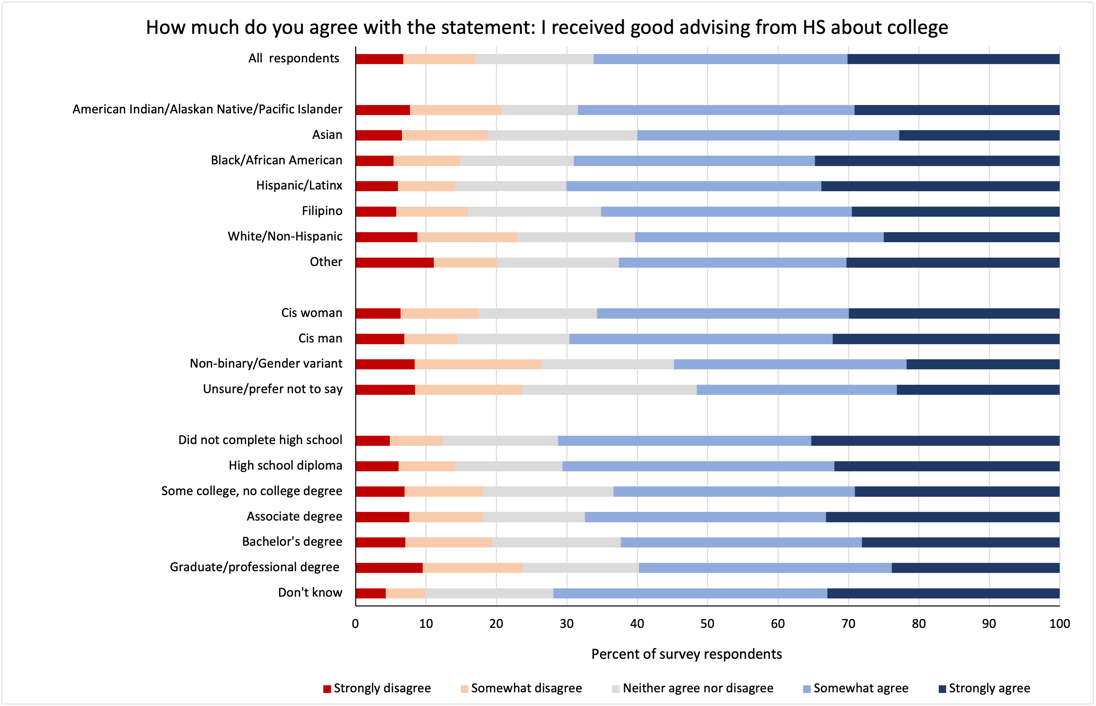 How much do you agree with the statement: I received good advising from HS about college
All respondents
American Indian/Alaskan Native/Pacific Islander
Asian
Black/African American
Hispanic/Latinx
Filipino
White/Non-Hispanic
Other
Cis woman
Cis man
Non-binary/Gender variant
Unsure/prefer not to say
Did not complete high school
High school diploma
Some college, no college degree
Associate degree
Bachelor's degree
Graduate/professional degree
Don't know
0 10 20 30 40 50 60 70 80 90 100
Percent of survey respondents
Strongly disagree Somewhat disagree Neither agree nor disagree Somewhat agree Strongly agree